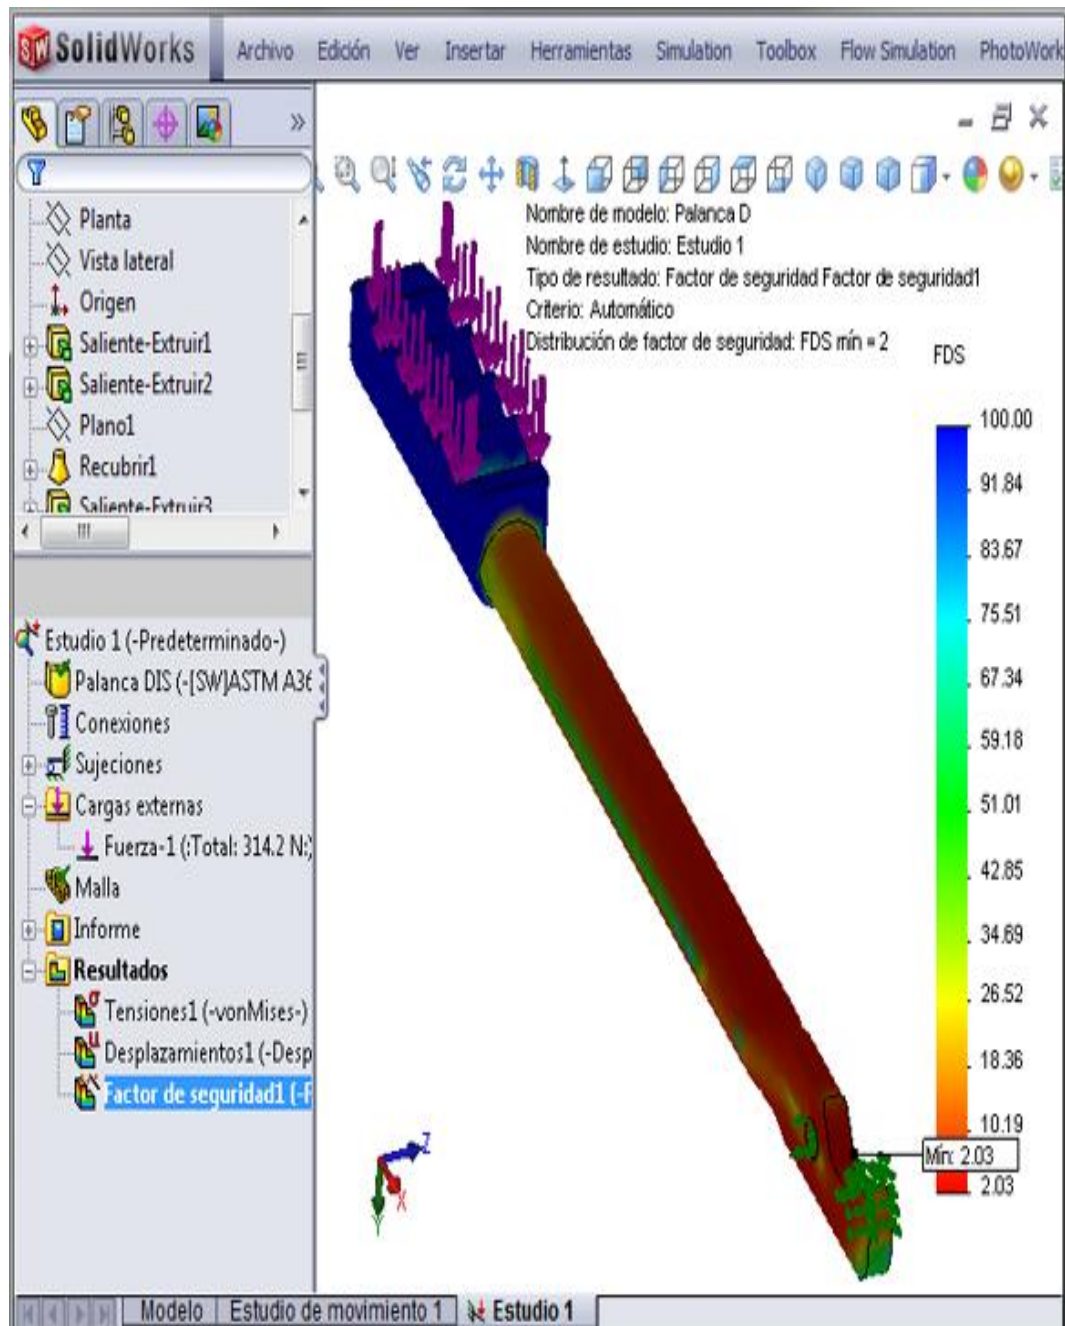 SolidWorks Archivo Edición Ver Insertar Herramientas Simulation Toolbox Flow Simulation PhotoWork
Planta
Vista lateral
Origen
Saliente-Extruir1
Saliente-Extruir2
Plano1
Recubrir1
Saliente-Extruir3
Estudio 1 (-Predeterminado-)
Palanca DIS (-[SW]ASTM A36
Conexiones
Sujeciones
Cargas externas
Fuerza-1 (:Total: 314.2 N:)
Malla
Informe
Resultados
Tensiones1 (-vonMises-)
Desplazamientos1 (-Desp
Factor de seguridad1 (-F
Nombre de modelo: Palanca D
Nombre de estudio: Estudio 1
Tipo de resultado: Factor de seguridad Factor de seguridad1
Criterio: Automático
Distribución de factor de seguridad: FDS mín = 2
FDS
100.00
91.84
83.67
75.51
67.34
59.18
51.01
42.85
34.69
26.52
18.36
10.19
Mín: 2.03
2.03
Z
X
Y
Modelo Estudio de movimiento 1 Estudio 1